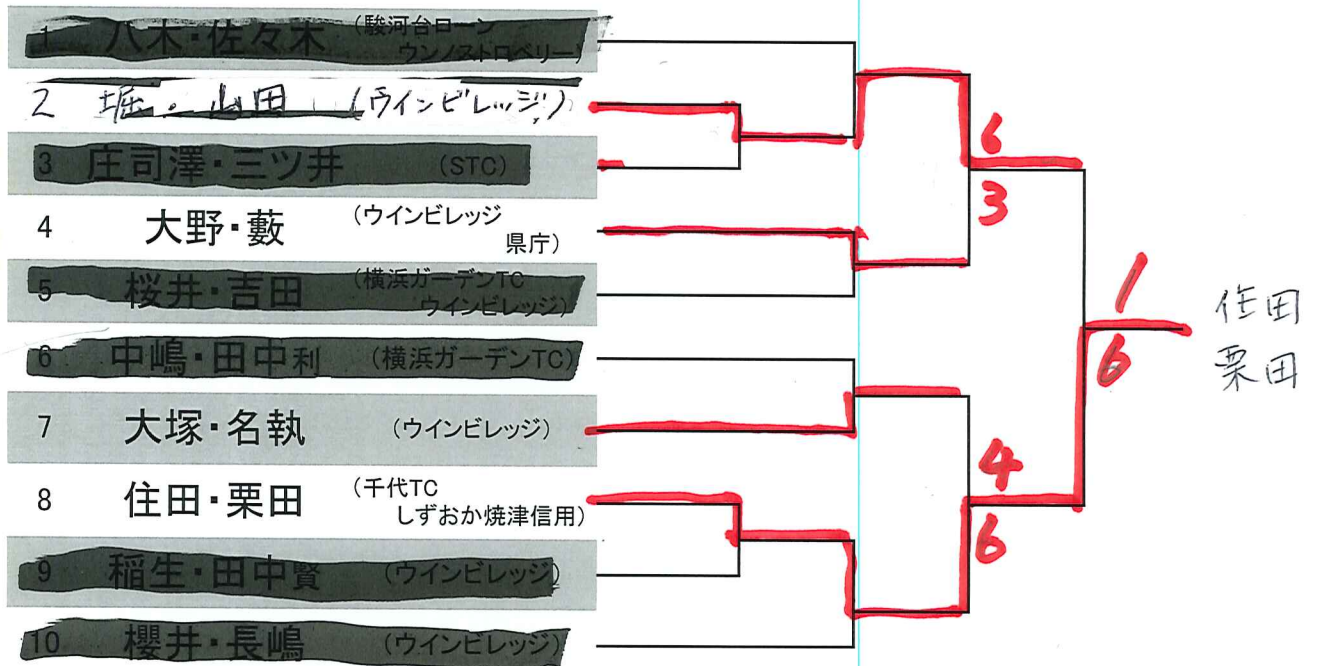 1 八木・佐々木 (駿河台ローン
ウンノストロベリー)
2 堀・山田 (ウインビレッジ)
3 庄司澤・三ツ井 (STC)
4 大野・藪 (ウインビレッジ
県庁)
5 桜井・吉田 (横浜ガーデンTC
ウインビレッジ)
6 中嶋・田中利 (横浜ガーデンTC)
7 大塚・名執 (ウインビレッジ)
8 住田・栗田 (千代TC
しずおか焼津信用)
9 稲生・田中賢 (ウインビレッジ)
10 櫻井・長嶋 (ウインビレッジ)
6
3
4
6
1
6
住田
栗田